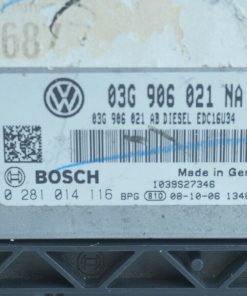 68
03G 906 021 NA
03G 906 021 AB DIESEL EDC16U34
BOSCH
Made in Ger
1039S27346
0 281 014 116 BPG 810 08-10-06 1348